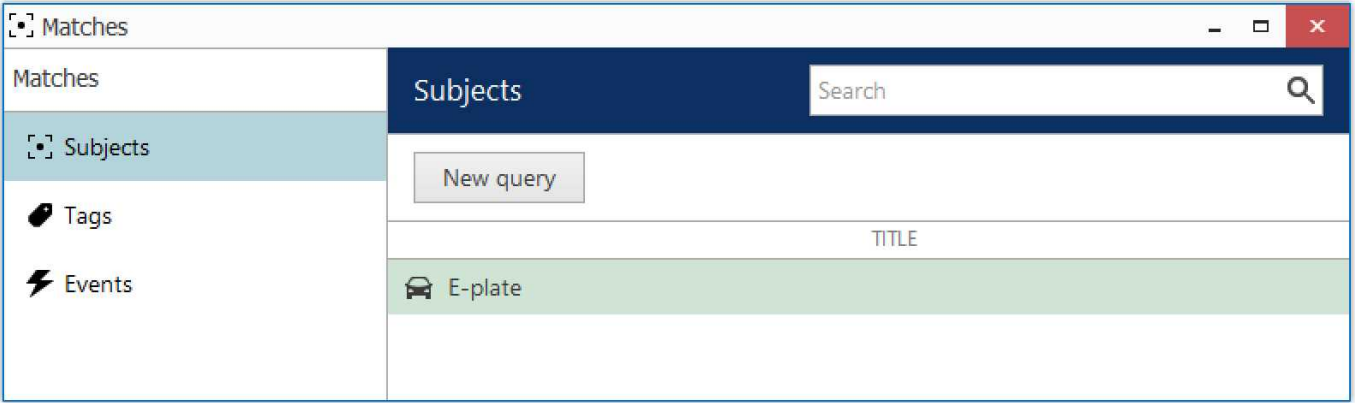 Matches
Matches
Subjects
Tags
Events
Subjects
Search
New query
TITLE
E-plate